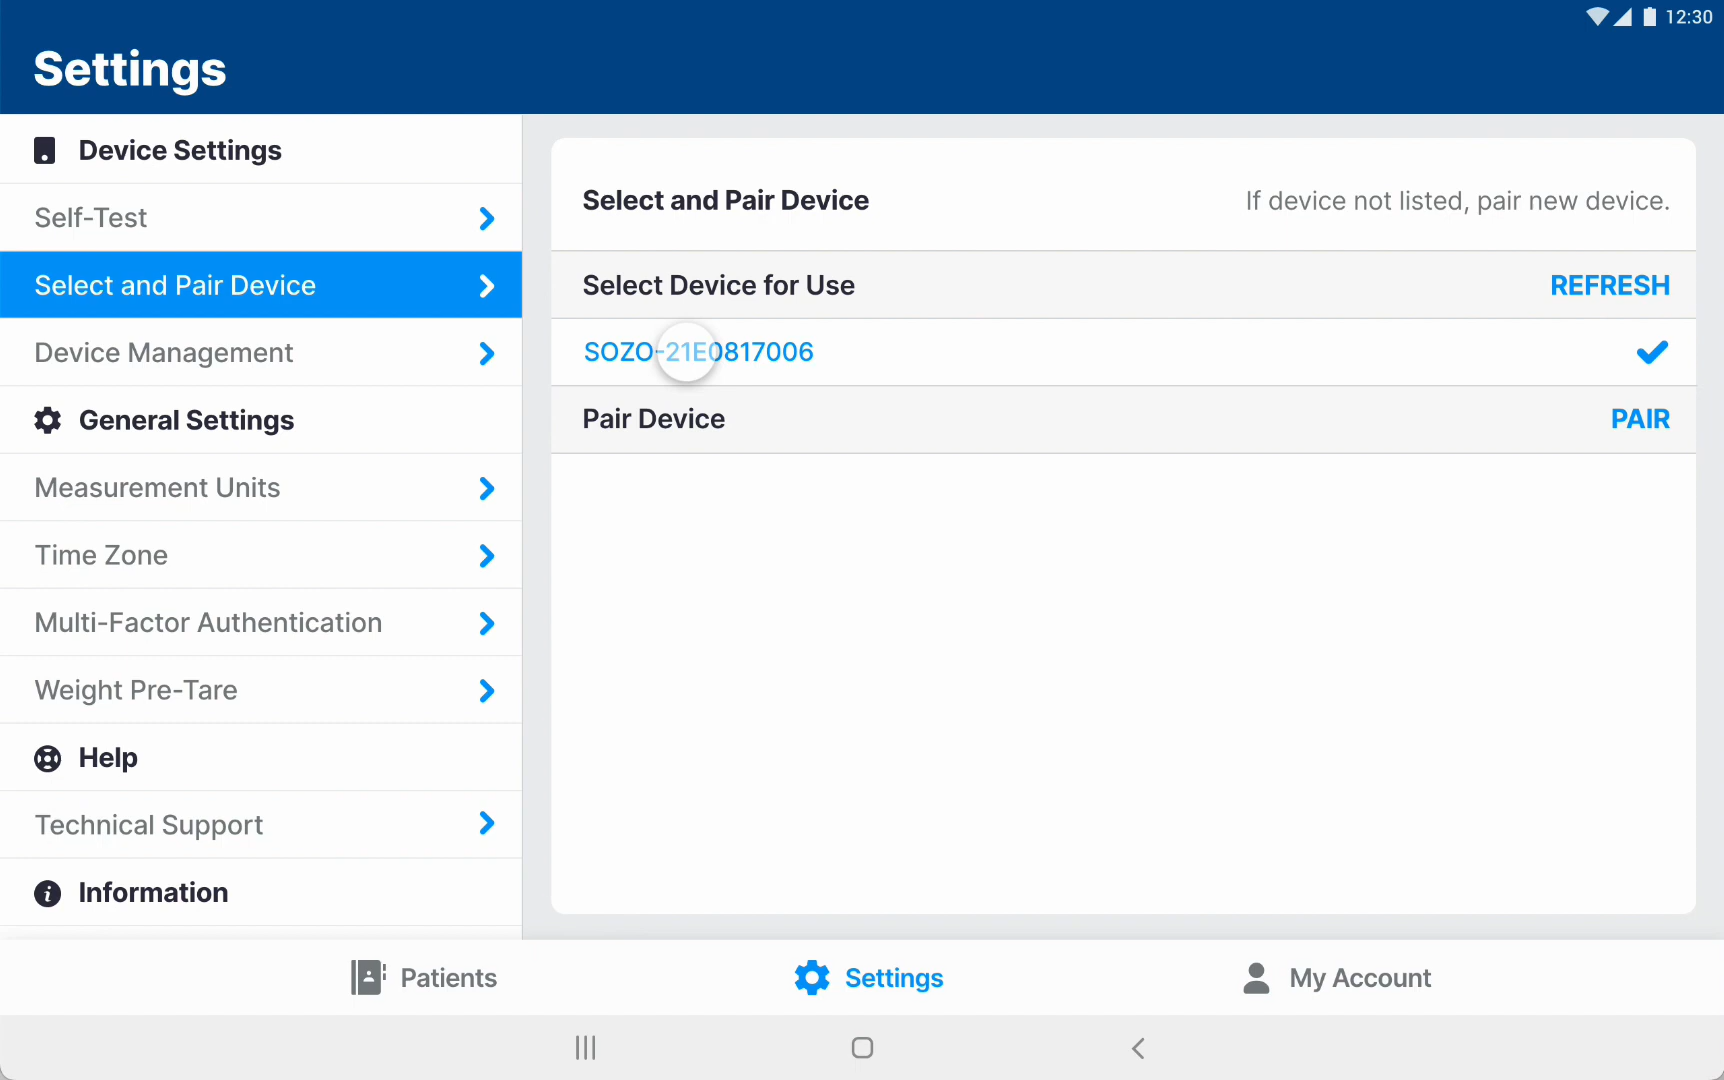 12:30
Settings
Device Settings
Self-Test
Select and Pair Device
Device Management
General Settings
Measurement Units
Time Zone
Multi-Factor Authentication
Weight Pre-Tare
Help
Technical Support
Information
Select and Pair Device
If device not listed, pair new device.
Select Device for Use
REFRESH
SOZO-21E0817006
Pair Device
PAIR
Patients
Settings
My Account